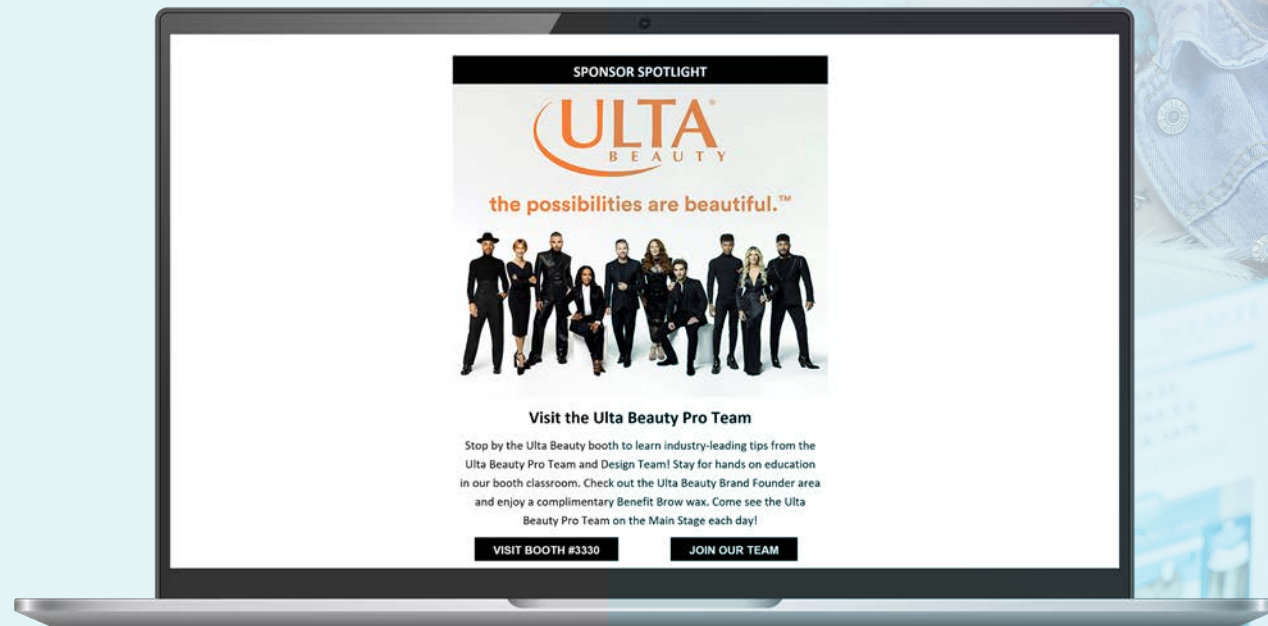 SPONSOR SPOTLIGHT
ULTA®
BEAUTY
the possibilities are beautiful.™
Visit the Ulta Beauty Pro Team
Stop by the Ulta Beauty booth to learn industry-leading tips from the
Ulta Beauty Pro Team and Design Team! Stay for hands on education
in our booth classroom. Check out the Ulta Beauty Brand Founder area
and enjoy a complimentary Benefit Brow wax. Come see the Ulta
Beauty Pro Team on the Main Stage each day!
VISIT BOOTH #3330
JOIN OUR TEAM